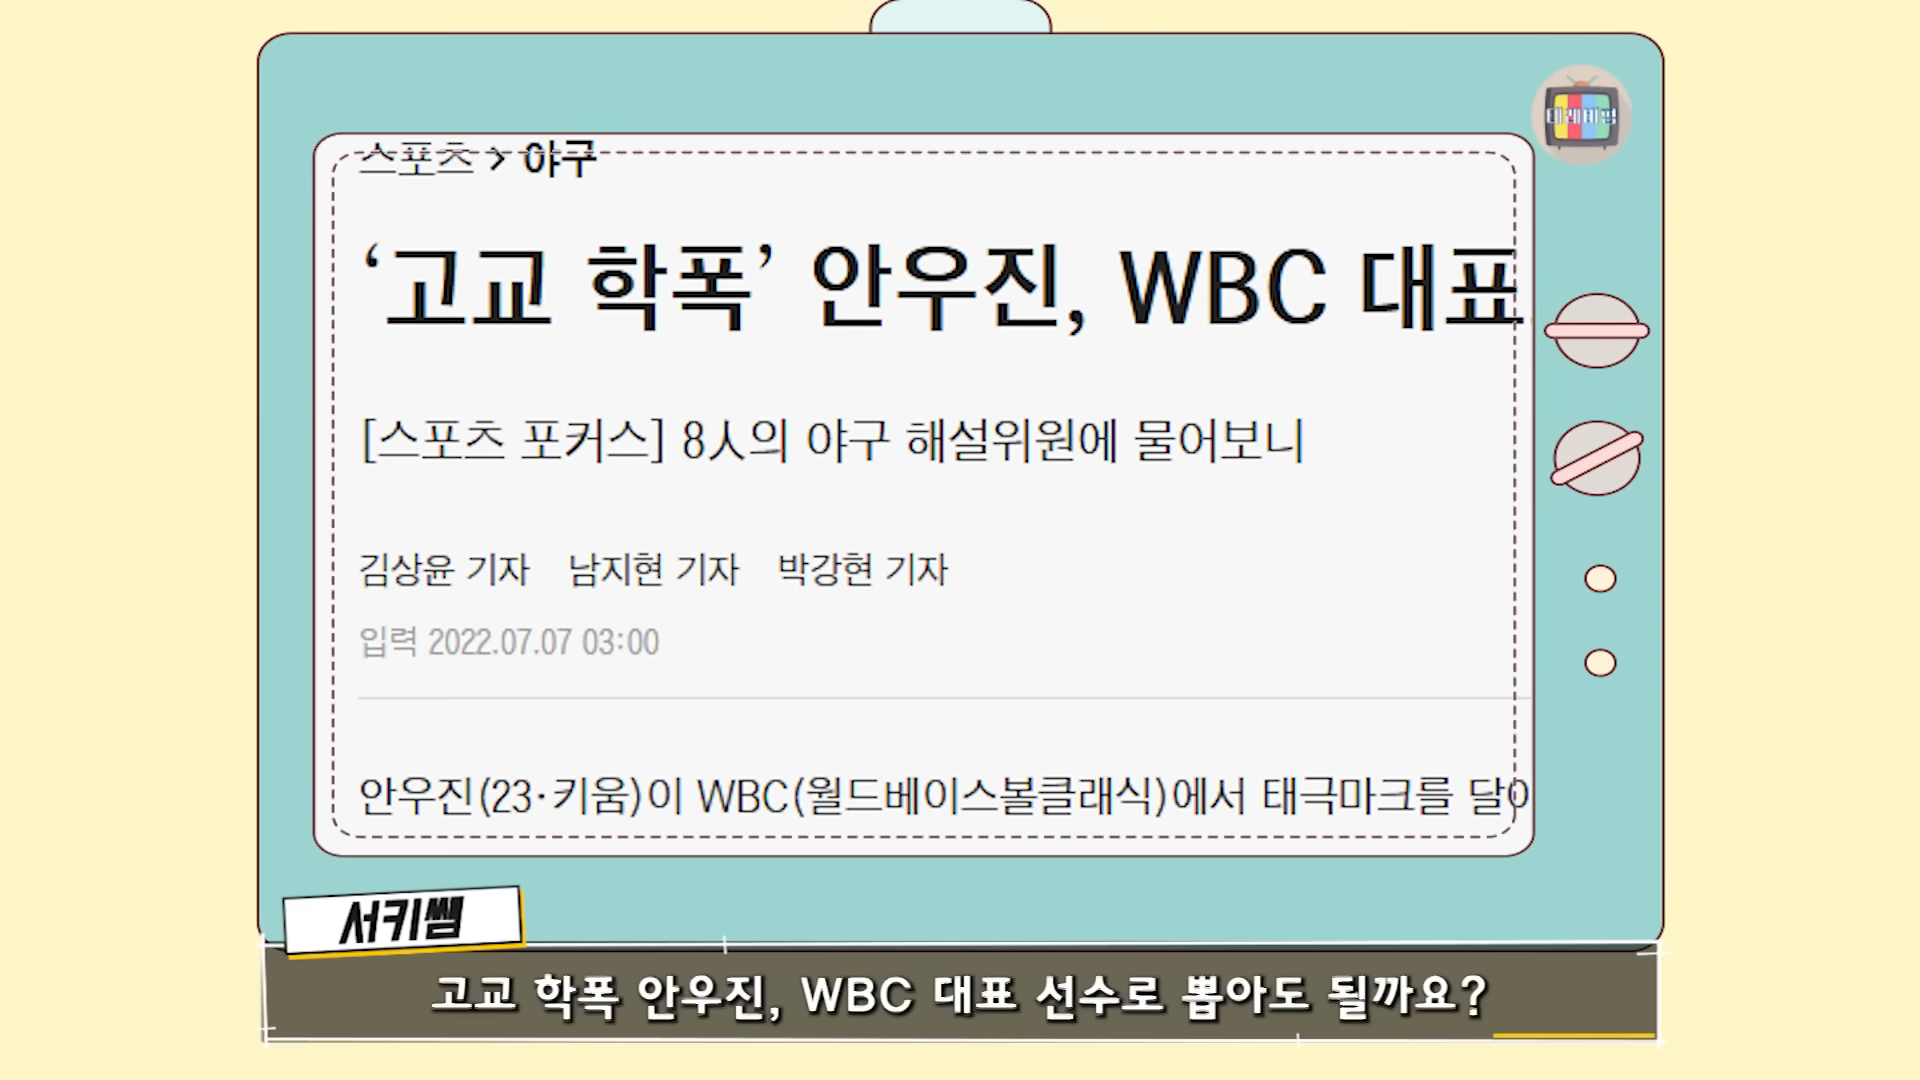 스포츠 > 야구
‘고교 학폭’ 안우진, WBC 대표
[스포츠 포커스] 8人의 야구 해설위원에 물어보니
김상윤 기자 남지현 기자 박강현 기자
입력 2022.07.07 03:00
안우진(23·키움)이 WBC(월드베이스볼클래식)에서 태극마크를
서키쌤
고교 학폭 안우진, WBC 대표 선수로 뽑아도 될까요?